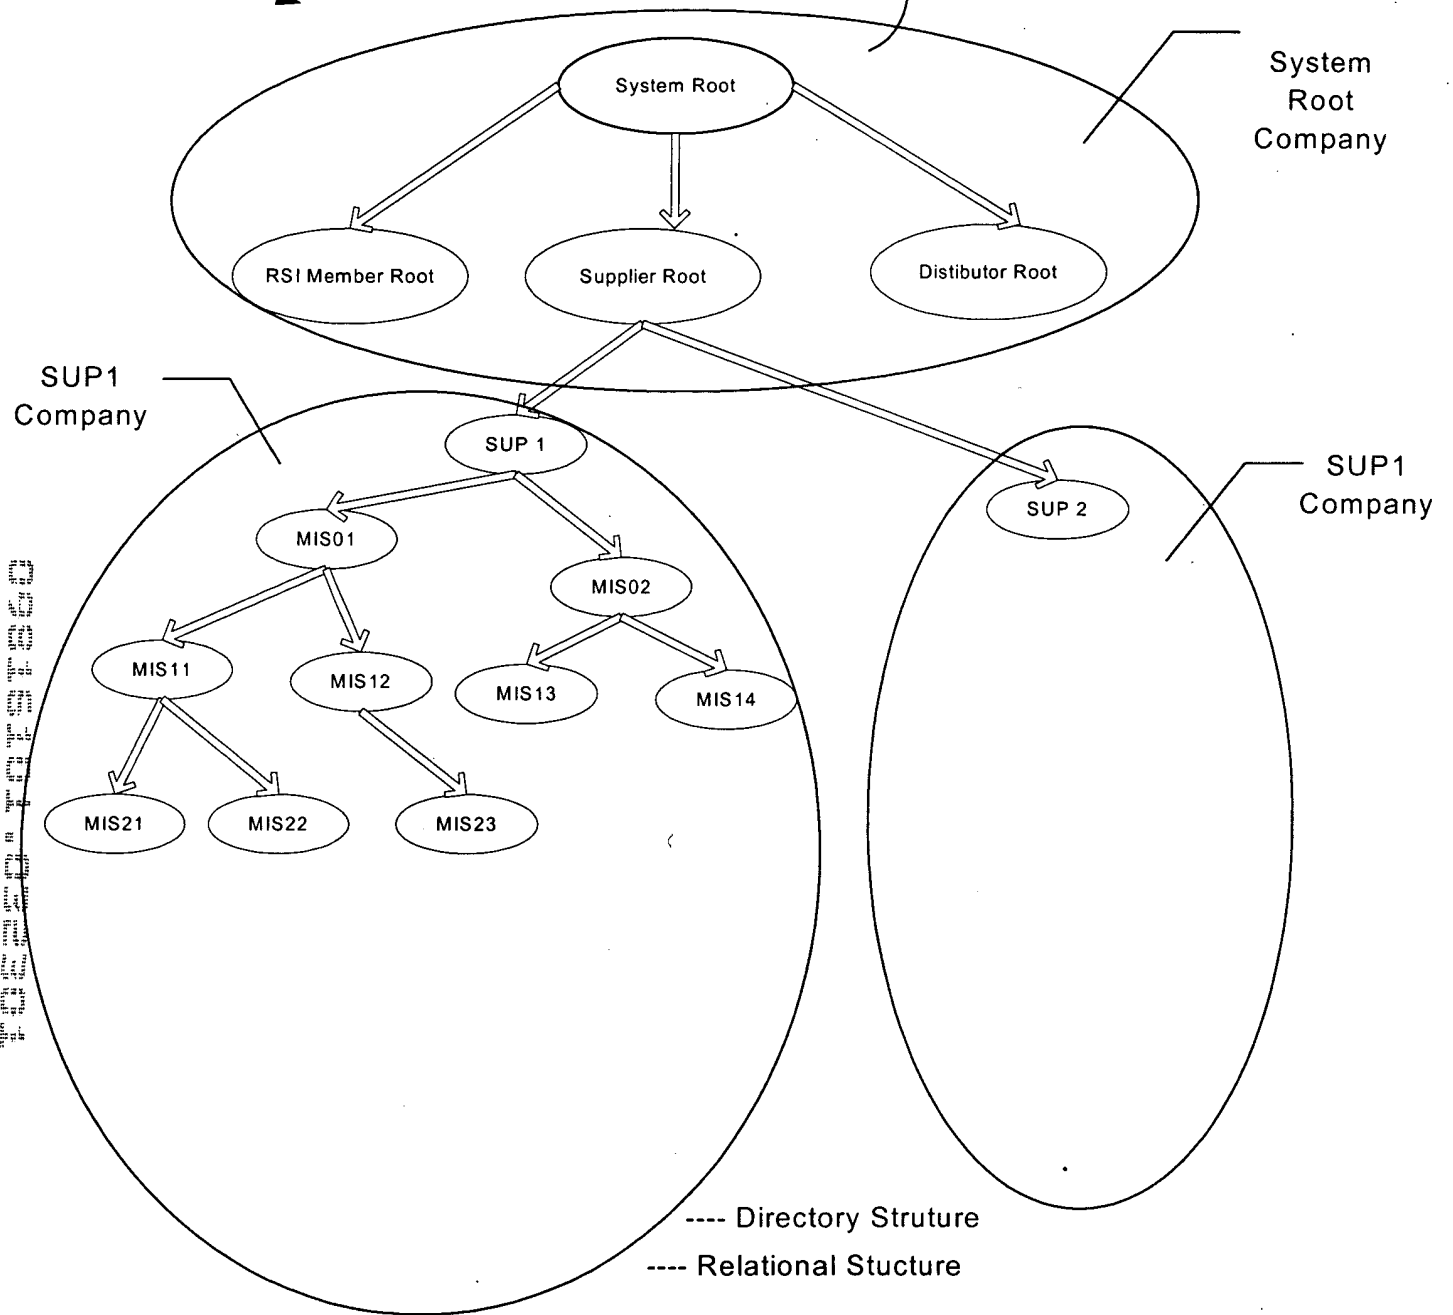 System Root
System
Root
Company
RSI Member Root
Supplier Root
Distibutor Root
SUP1
Company
SUP 1
SUP1
Company
SUP 2
MIS01
MIS02
MIS11
MIS12
MIS13
MIS14
MIS21
MIS22
MIS23
---- Directory Struture
---- Relational Stucture